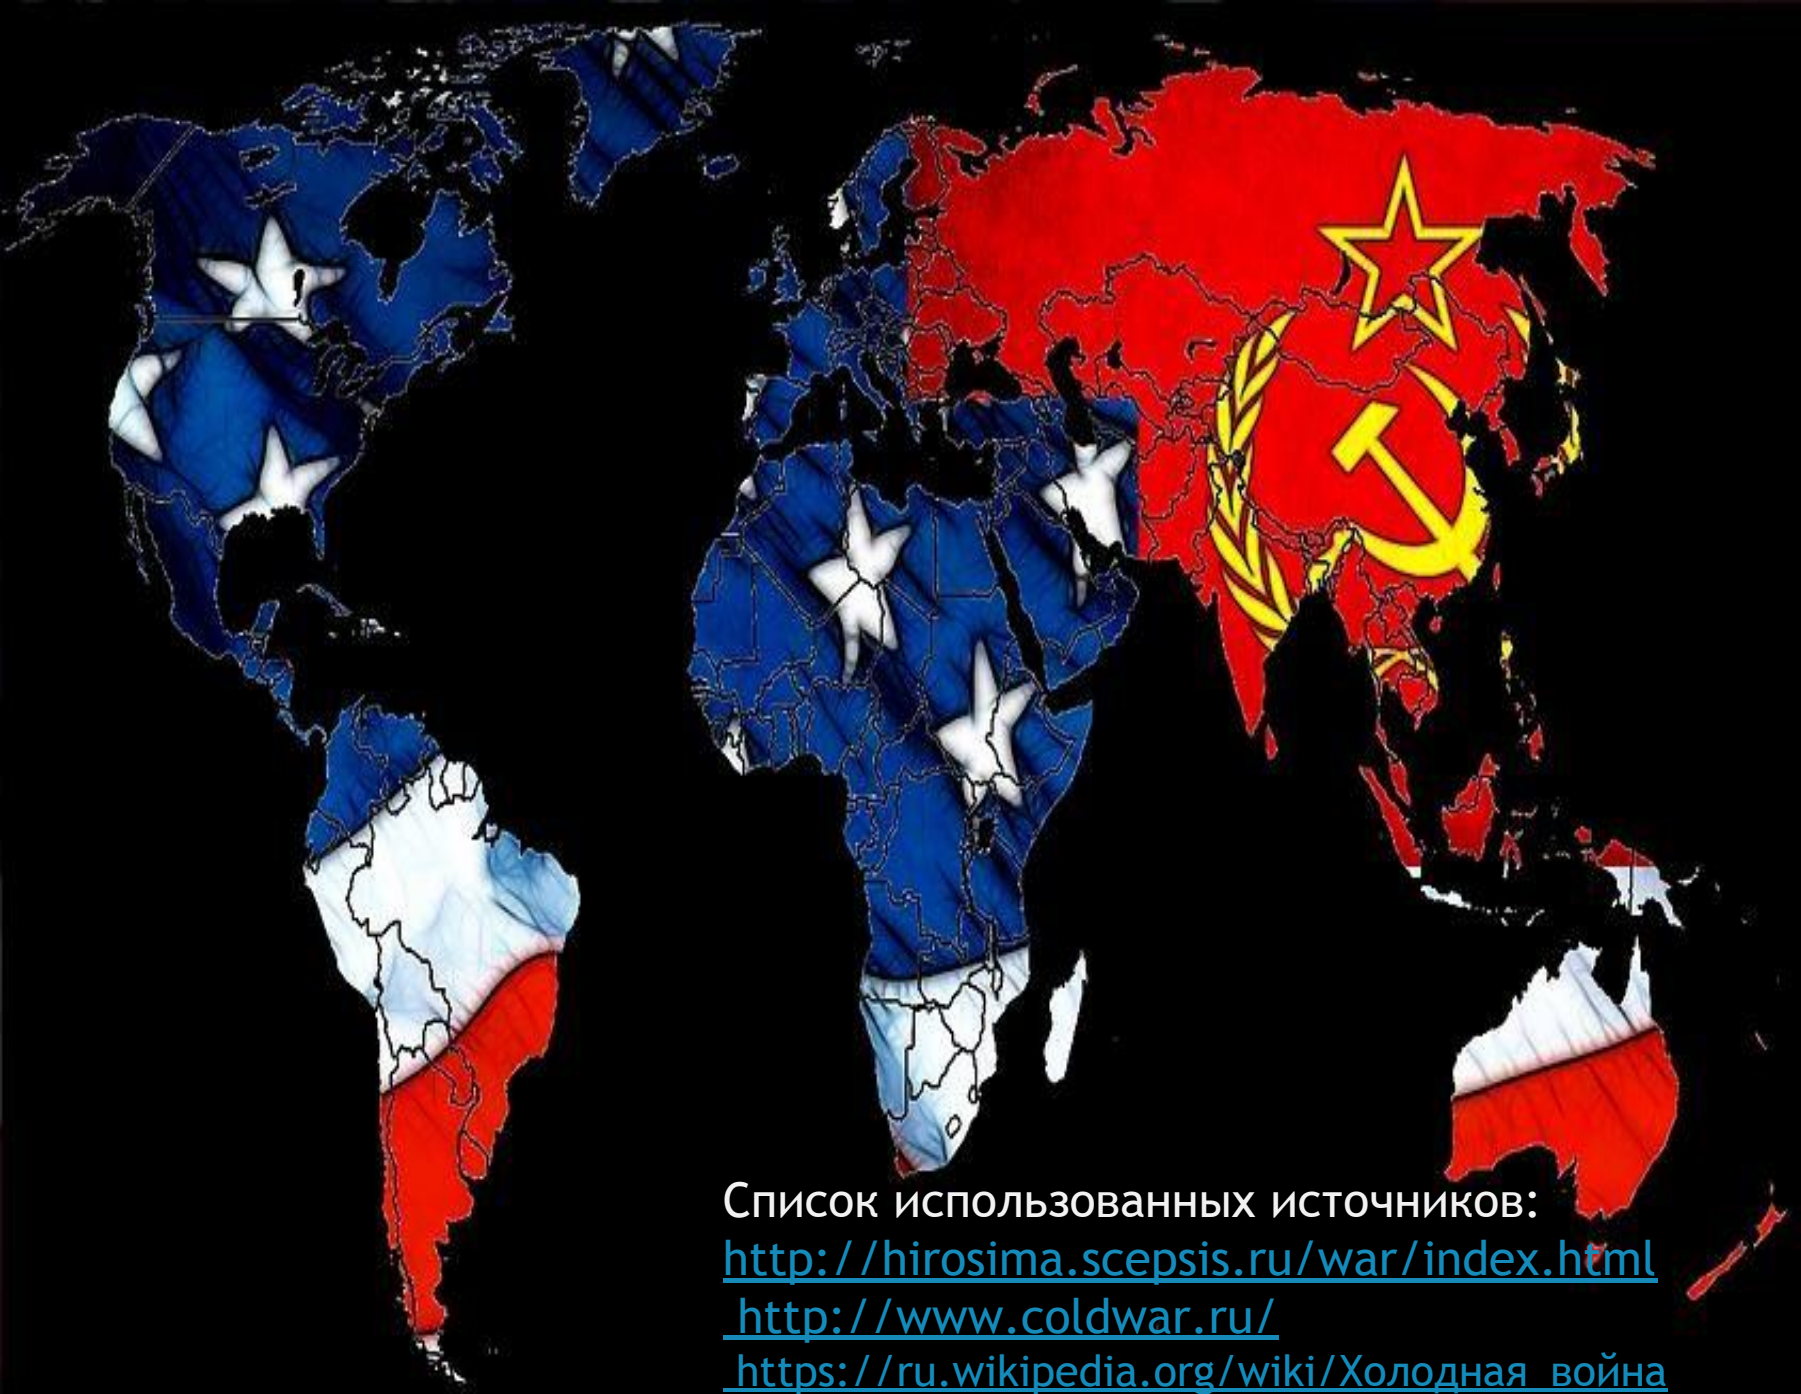 Список использованных источников:
http://hirosima.scepsis.ru/war/index.html
http://www.coldwar.ru/
https://ru.wikipedia.org/wiki/Холодная_война